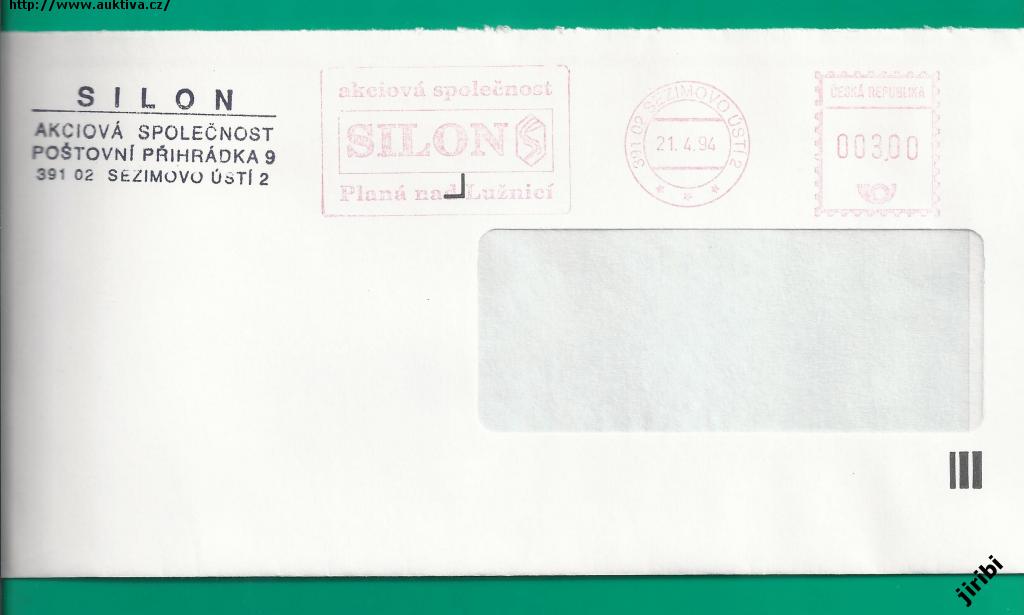 http://www.auktiva.cz/
S I L O N
AKCIOVÁ SPOLEČNOST
POŠTOVNÍ PŘIHRÁDKA 9
391 02 SEZIMOVO ÚSTÍ 2
akciová společnost
SILON
Planá nad Lužnicí
391 02 SEZIMOVO ÚSTÍ 2
21.4.94
ČESKÁ REPUBLIKA
003,00
jiribi